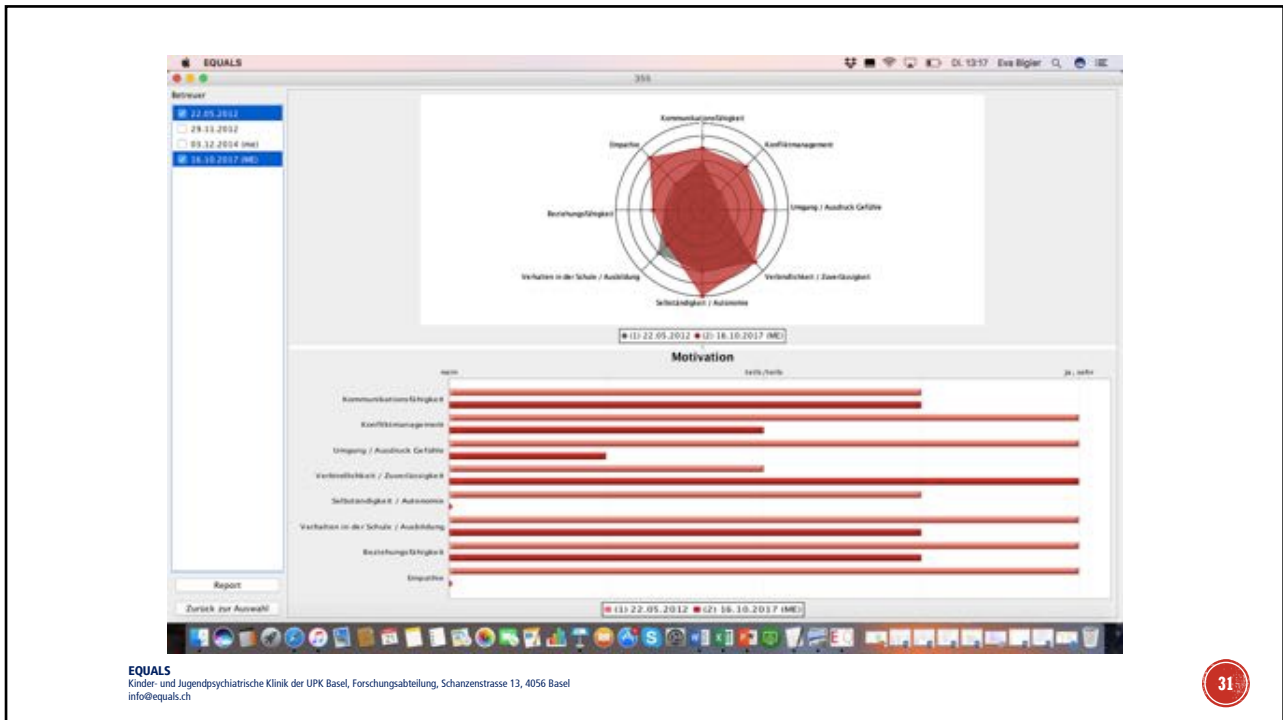 EQUALS
Di. 13:17 Eva Bigler
355
Betreuer
22.05.2012
29.11.2012
03.12.2014 (me)
16.10.2017 (ME)
Kommunikationsfähigkeit
Empathie
Konfliktmanagement
Beziehungsfähigkeit
Umgang / Ausdruck Gefühle
Verhalten in der Schule / Ausbildung
Verbindlichkeit / Zuverlässigkeit
Selbständigkeit / Autonomie
(1) 22.05.2012 (2) 16.10.2017 (ME)
Motivation
nein teils/teils ja, sehr
Kommunikationsfähigkeit
Konfliktmanagement
Umgang / Ausdruck Gefühle
Verbindlichkeit / Zuverlässigkeit
Selbständigkeit / Autonomie
Verhalten in der Schule / Ausbildung
Beziehungsfähigkeit
Empathie
Report
Zurück zur Auswahl
(1) 22.05.2012 (2) 16.10.2017 (ME)
EQUALS
Kinder- und Jugendpsychiatrische Klinik der UPK Basel, Forschungsabteilung, Schanzenstrasse 13, 4056 Basel
info@equals.ch
31